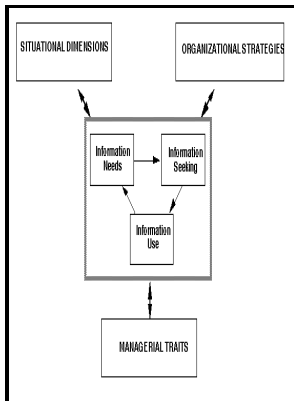 SITUATIONAL DIMENSIONS
ORGANIZATIONAL STRATEGIES
Information
Needs
Information
Seeking
Information
Use
MANAGERIAL TRAITS